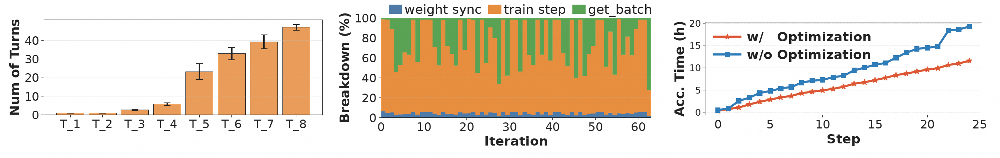 Num of Turns
40
30
20
10
0
T_1 T_2 T_3 T_4 T_5 T_6 T_7 T_8
weight sync train step get_batch
Breakdown (%)
100
80
60
40
20
0
0 10 20 30 40 50 60
Iteration
Acc. Time (h)
20
15
10
5
0
w/ Optimization
w/o Optimization
0 5 10 15 20 25
Step